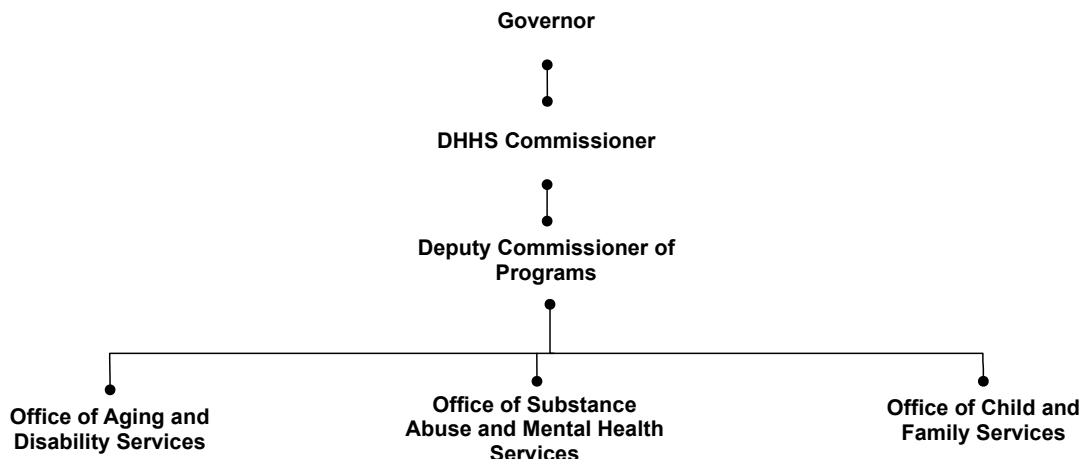 Governor
DHHS Commissioner
Deputy Commissioner of
Programs
Office of Aging and
Disability Services
Office of Substance
Abuse and Mental Health
Services
Office of Child and
Family Services